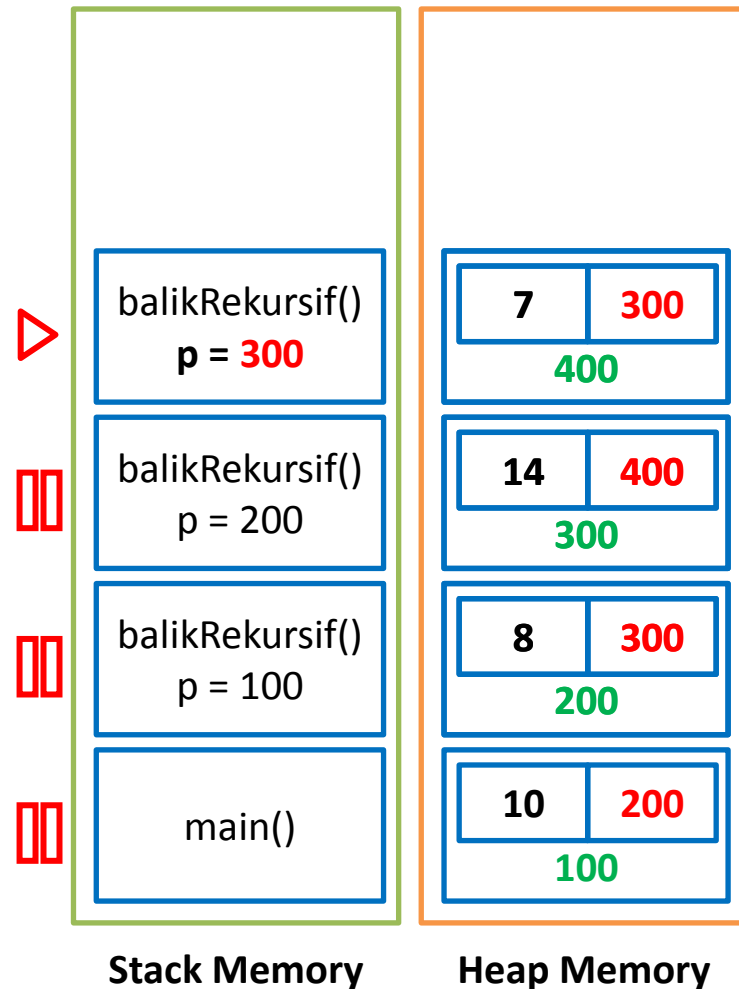 balikRekursif()
p = 300
balikRekursif()
p = 200
balikRekursif()
p = 100
main()
Stack Memory
7 300
400
14 400
300
8 300
200
10 200
100
Heap Memory